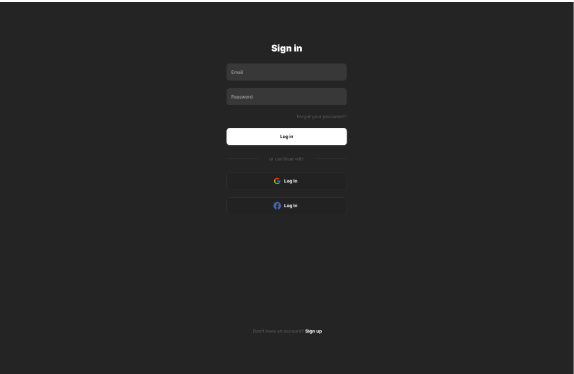 Sign in
Email
Password
Forgot your password?
Log in
or continue with
Log in
Log in
Don't have an account? Sign up